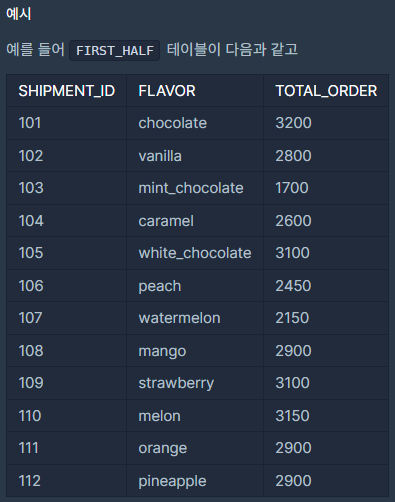 예시
예를 들어 FIRST_HALF 테이블이 다음과 같고
SHIPMENT_ID FLAVOR TOTAL_ORDER
101 chocolate 3200
102 vanilla 2800
103 mint_chocolate 1700
104 caramel 2600
105 white_chocolate 3100
106 peach 2450
107 watermelon 2150
108 mango 2900
109 strawberry 3100
110 melon 3150
111 orange 2900
112 pineapple 2900